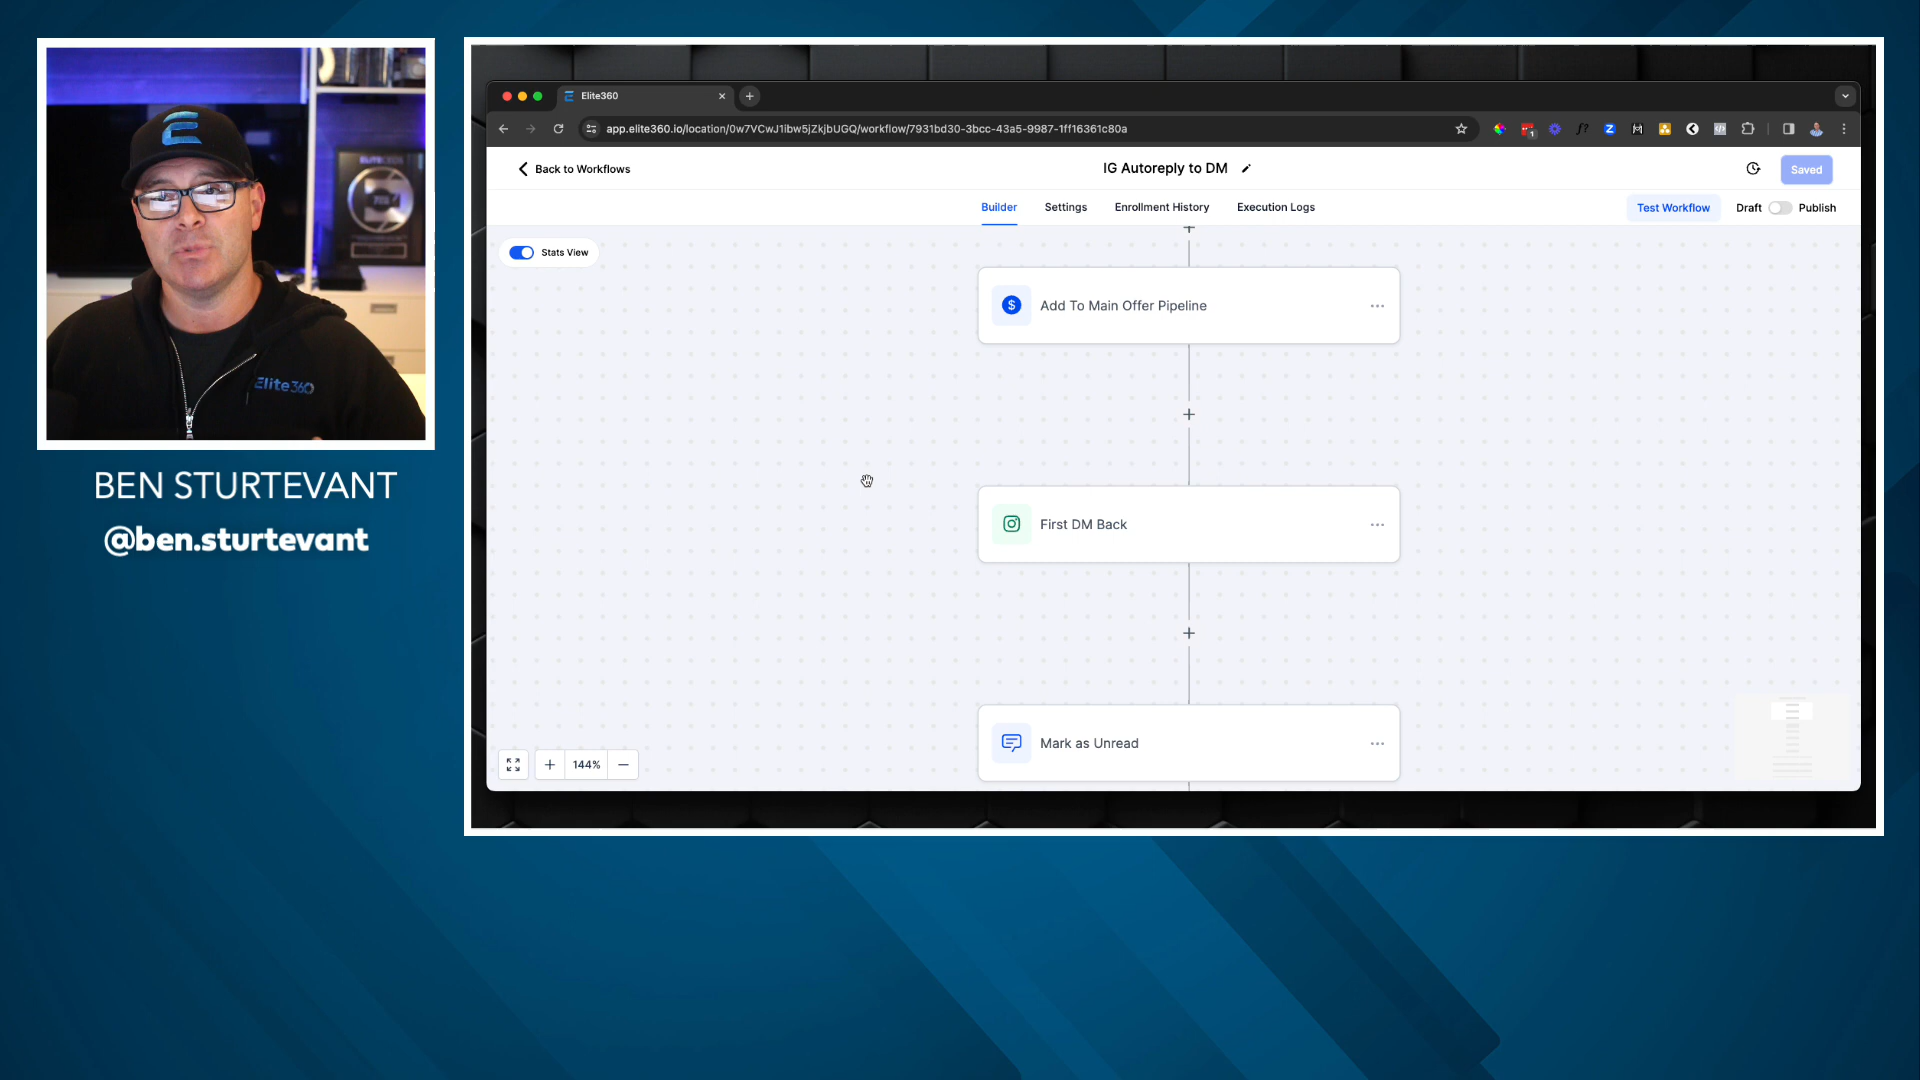 Elite360
BEN STURTEVANT
@ben.sturtevant
Elite360
app.elite360.io/location/0w7VCwJ1ibw5jZkjbUGQ/workflow/7931bd30-3bcc-43a5-9987-1ff16361c80a
Back to Workflows
IG Autoreply to DM
Saved
Builder
Settings
Enrollment History
Execution Logs
Test Workflow
Draft
Publish
Stats View
Add To Main Offer Pipeline
First DM Back
Mark as Unread
144%